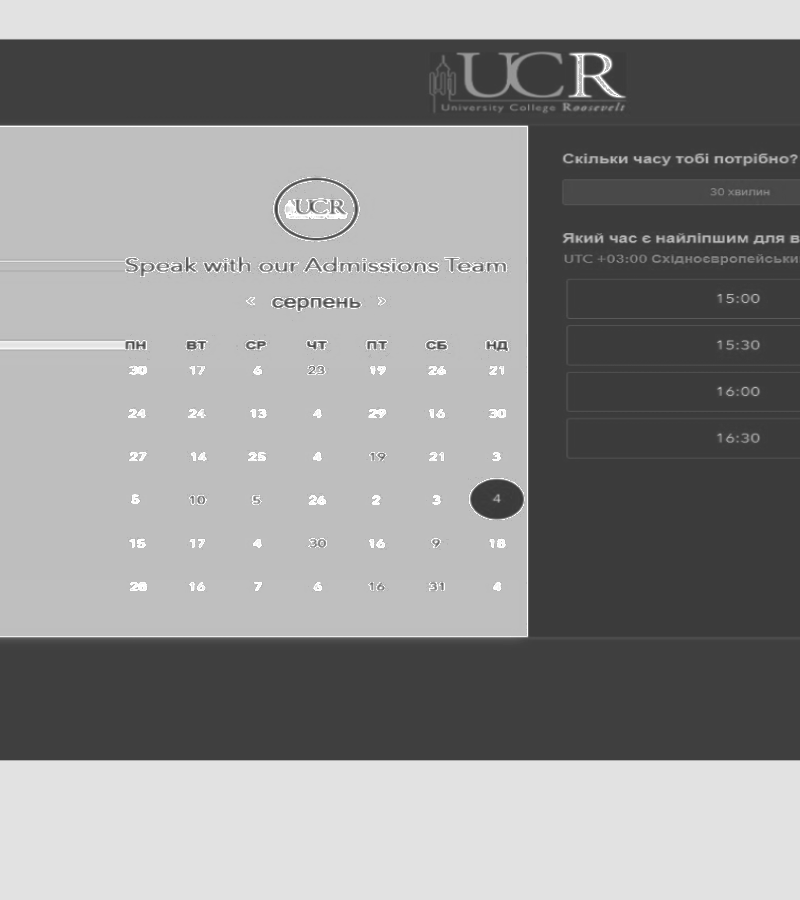 UCR
University College Roosevelt
UCR
Speak with our Admissions Team
« серпень »
ПН ВТ СР ЧТ ПТ СБ НД
30 17 6 23 19 26 21
24 24 13 4 29 16 30
27 14 25 4 19 21 3
5 10 5 26 2 3 4
15 17 4 30 16 9 18
28 16 7 6 16 31 4
Скільки часу тобі потрібно?
30 хвилин
Який час є найліпшим для в
UTC +03:00 Східноєвропейськи
15:00
15:30
16:00
16:30